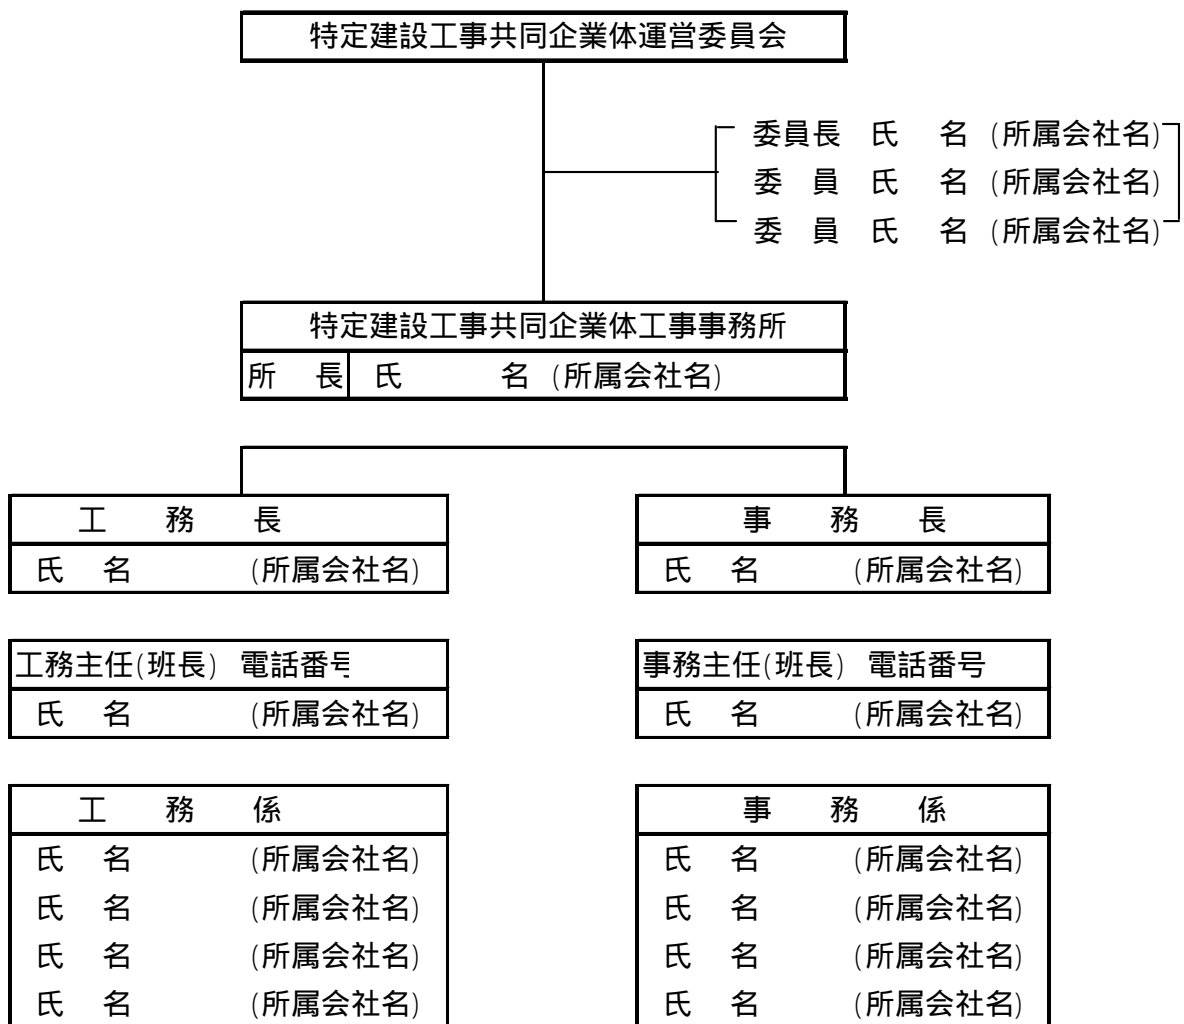 特定建設工事共同企業体運営委員会
委員長 氏 名 (所属会社名)
委 員 氏 名 (所属会社名)
委 員 氏 名 (所属会社名)
特定建設工事共同企業体工事事務所
所 長 氏 名 (所属会社名)
工 務 長
氏 名 (所属会社名)
工務主任(班長) 電話番号
氏 名 (所属会社名)
工 務 係
氏 名 (所属会社名)
氏 名 (所属会社名)
氏 名 (所属会社名)
氏 名 (所属会社名)
事 務 長
氏 名 (所属会社名)
事務主任(班長) 電話番号
氏 名 (所属会社名)
事 務 係
氏 名 (所属会社名)
氏 名 (所属会社名)
氏 名 (所属会社名)
氏 名 (所属会社名)